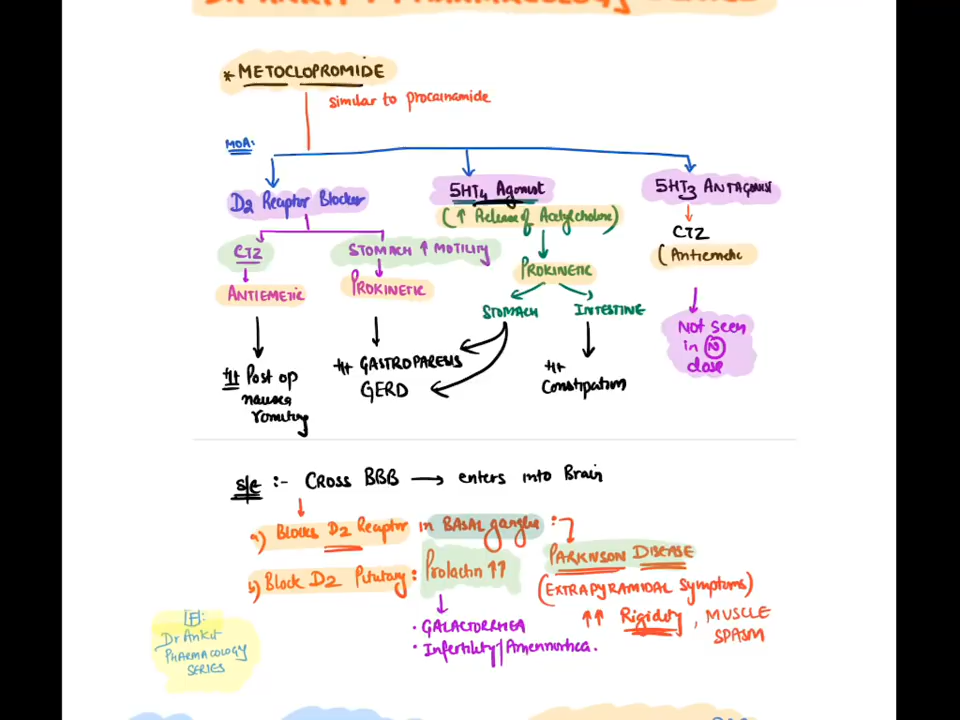 * METOCLOPROMIDE
similar to procainamide
MOA:
D2 Receptor Blocker
5HT4 Agonist
5HT3 ANTAGONIST
(↑ Release of Acetylcholine)
CTZ
STOMACH ↑ MOTILITY
CTZ
(Antiemetic
ANTIEMETIC
PROKINETIC
PROKINETIC
STOMACH
INTESTINE
Not seen
in (N)
dose
Post op
nausea
vomiting
GASTROPARESIS
GERD
Constipation
S/E :- CROSS BBB → enters into Brain
a) Blocks D2 Receptor in BASAL ganglia :
PARKINSON DISEASE
b) Block D2 Pitutary : Prolactin ↑↑
(EXTRAPYRAMIDAL Symptoms)
↑↑ Rigidity, MUSCLE
SPASM
• GALACTORRHEA
• Infertility / Amennorhea.
Dr Ankit
PHARMACOLOGY
SERIES